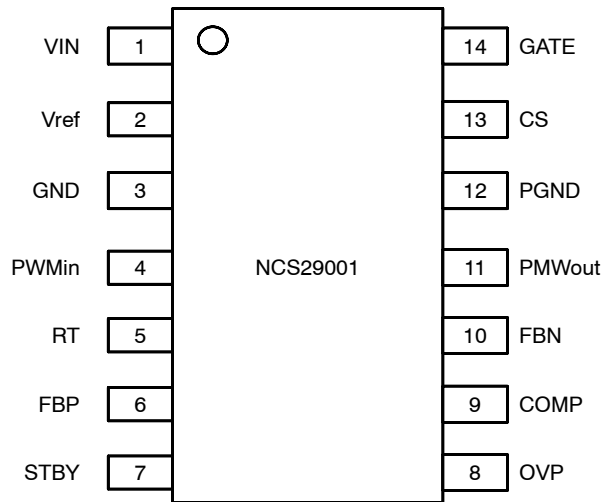 VIN 1 14 GATE
Vref 2 13 CS
GND 3 12 PGND
PWMin 4 NCS29001 11 PMWout
RT 5 10 FBN
FBP 6 9 COMP
STBY 7 8 OVP